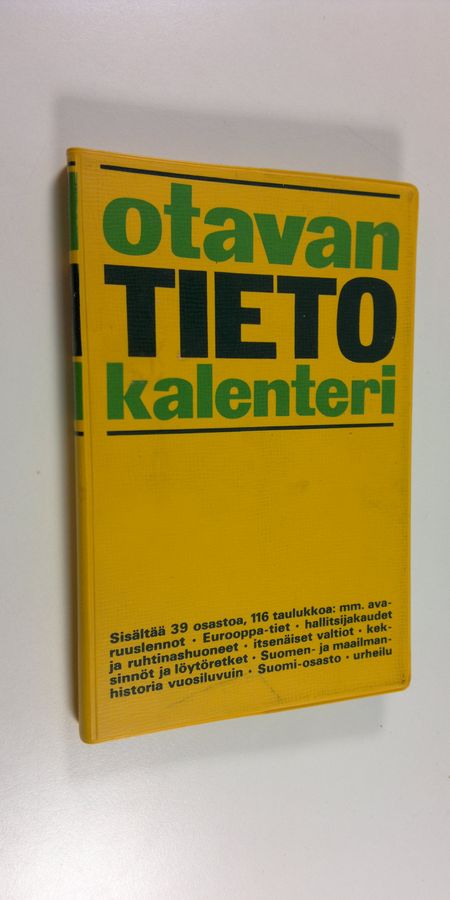 otavan
TIETO
kalenteri
Sisältää 39 osastoa, 116 taulukkoa: mm. ava-
ruuslennot · Eurooppa-tiet · hallitsijakaudet
ja ruhtinashuoneet · itsenäiset valtiot · kek-
sinnöt ja löytöretket · Suomen- ja maailman-
historia vuosiluvuin · Suomi-osasto · urheilu